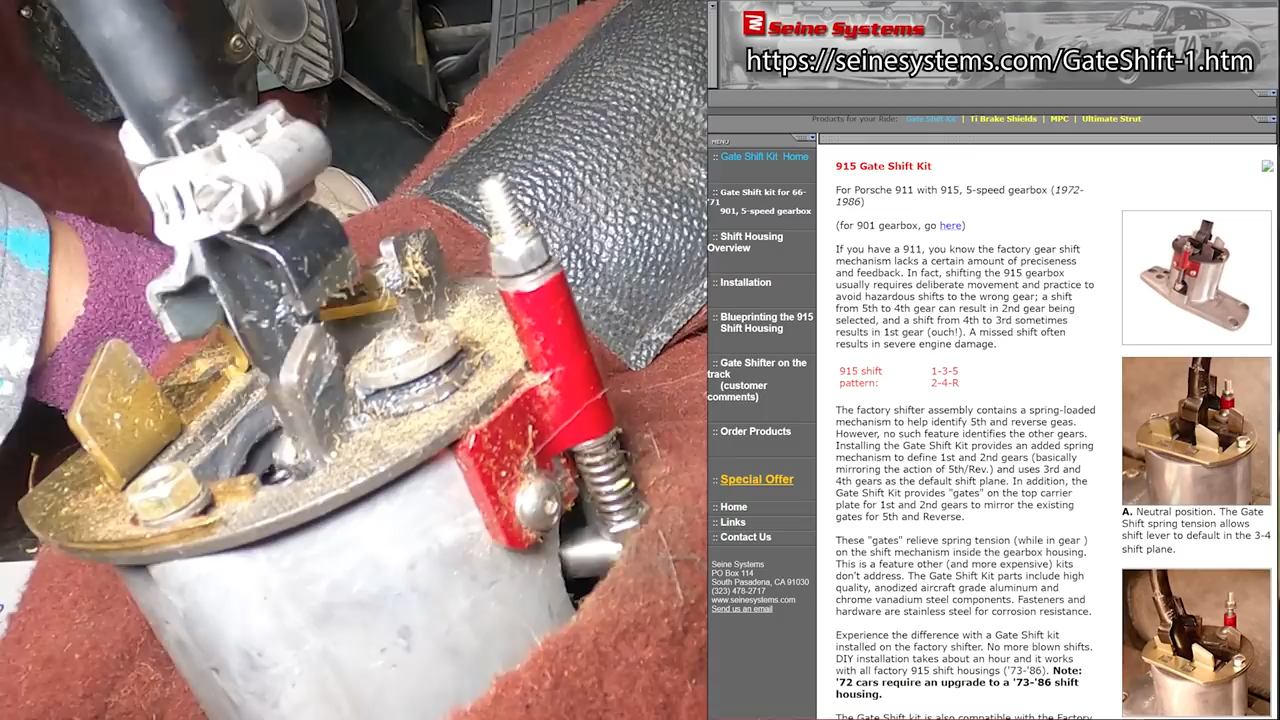 Seine Systems
https://seinesystems.com/GateShift-1.htm
Products for your Ride: Gate Shift Kit | Ti Brake Shields | MPC | Ultimate Strut
MENU
:: Gate Shift Kit Home
:: Gate Shift kit for 66-
'71
901, 5-speed gearbox
:: Shift Housing
Overview
:: Installation
:: Blueprinting the 915
Shift Housing
:: Gate Shifter on the
track
(customer
comments)
:: Order Products
:: Special Offer
:: Home
:: Links
:: Contact Us
Seine Systems
PO Box 114
South Pasadena, CA 91030
(323) 478-2717
www.seinesystems.com
Send us an email
915 Gate Shift Kit
For Porsche 911 with 915, 5-speed gearbox (1972-
1986)
(for 901 gearbox, go here)
If you have a 911, you know the factory gear shift
mechanism lacks a certain amount of preciseness
and feedback. In fact, shifting the 915 gearbox
usually requires deliberate movement and practice to
avoid hazardous shifts to the wrong gear; a shift
from 5th to 4th gear can result in 2nd gear being
selected, and a shift from 4th to 3rd sometimes
results in 1st gear (ouch!). A missed shift often
results in severe engine damage.
915 shift 1-3-5
pattern: 2-4-R
The factory shifter assembly contains a spring-loaded
mechanism to help identify 5th and reverse geas.
However, no such feature identifies the other gears.
Installing the Gate Shift Kit provides an added spring
mechanism to define 1st and 2nd gears (basically
mirroring the action of 5th/Rev.) and uses 3rd and
4th gears as the default shift plane. In addition, the
Gate Shift Kit provides "gates" on the top carrier
plate for 1st and 2nd gears to mirror the existing
gates for 5th and Reverse.
These "gates" relieve spring tension (while in gear )
on the shift mechanism inside the gearbox housing.
This is a feature other (and more expensive) kits
don't address. The Gate Shift Kit parts include high
quality, anodized aircraft grade aluminum and
chrome vanadium steel components. Fasteners and
hardware are stainless steel for corrosion resistance.
Experience the difference with a Gate Shift kit
installed on the factory shifter. No more blown shifts.
DIY installation takes about an hour and it works
with all factory 915 shift housings ('73-'86). Note:
'72 cars require an upgrade to a '73-'86 shift
housing.
The Gate Shift kit is also compatible with the Factory
A. Neutral position. The Gate
Shift spring tension allows
shift lever to default in the 3-4
shift plane.